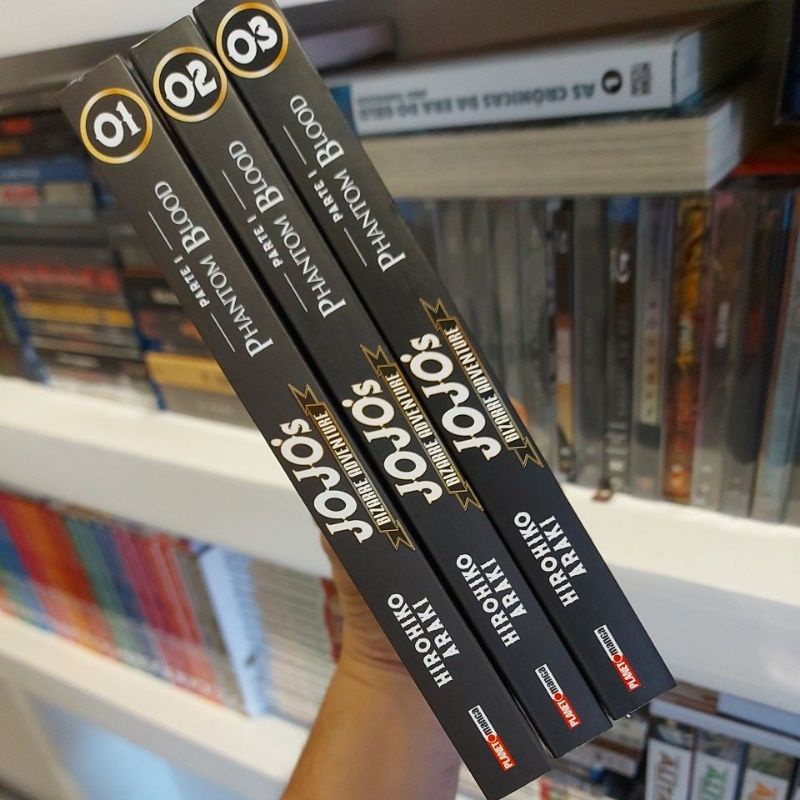 01
PARTE I
PHANTOM BLOOD
JOJO'S
BIZARRE ADVENTURE
HIROHIKO
ARAKI
PLANET manga
02
PARTE I
PHANTOM BLOOD
JOJO'S
BIZARRE ADVENTURE
HIROHIKO
ARAKI
PLANET manga
03
PARTE I
PHANTOM BLOOD
JOJO'S
BIZARRE ADVENTURE
HIROHIKO
ARAKI
PLANET manga
AS CRÔNICAS DA ERA DO GELO
1